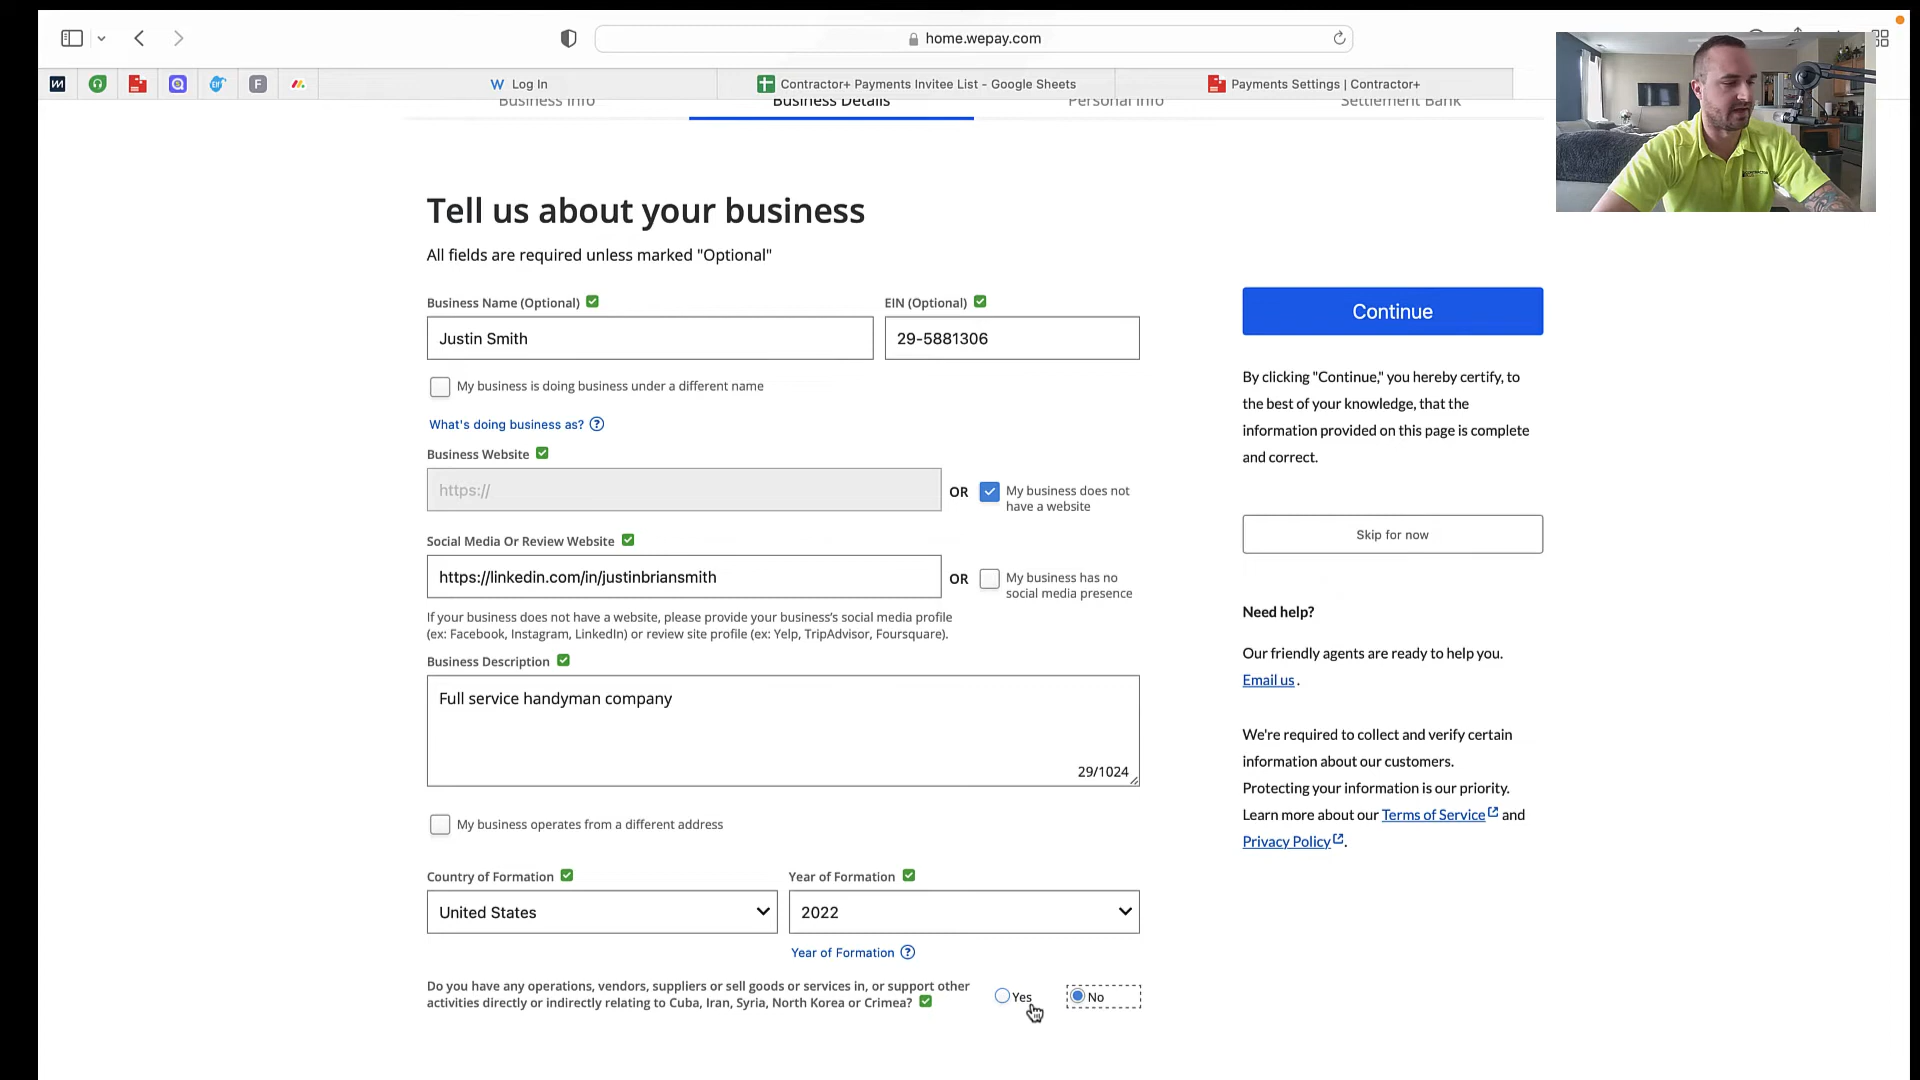 home.wepay.com
W Log In
Contractor+ Payments Invitee List - Google Sheets
Payments Settings | Contractor+
F
Business Info
Business Details
Personal Info
Settlement Bank
Tell us about your business
All fields are required unless marked "Optional"
Business Name (Optional)
EIN (Optional)
Justin Smith
29-5881306
My business is doing business under a different name
What's doing business as? ?
Business Website
https://
OR
My business does not
have a website
Social Media Or Review Website
https://linkedin.com/in/justinbriansmith
OR
My business has no
social media presence
If your business does not have a website, please provide your business's social media profile
(ex: Facebook, Instagram, LinkedIn) or review site profile (ex: Yelp, TripAdvisor, Foursquare).
Business Description
Full service handyman company
29/1024
My business operates from a different address
Country of Formation
Year of Formation
United States
2022
Year of Formation ?
Do you have any operations, vendors, suppliers or sell goods or services in, or support other
activities directly or indirectly relating to Cuba, Iran, Syria, North Korea or Crimea?
Yes
No
Continue
By clicking "Continue," you hereby certify, to
the best of your knowledge, that the
information provided on this page is complete
and correct.
Skip for now
Need help?
Our friendly agents are ready to help you.
Email us.
We're required to collect and verify certain
information about our customers.
Protecting your information is our priority.
Learn more about our Terms of Service and
Privacy Policy.